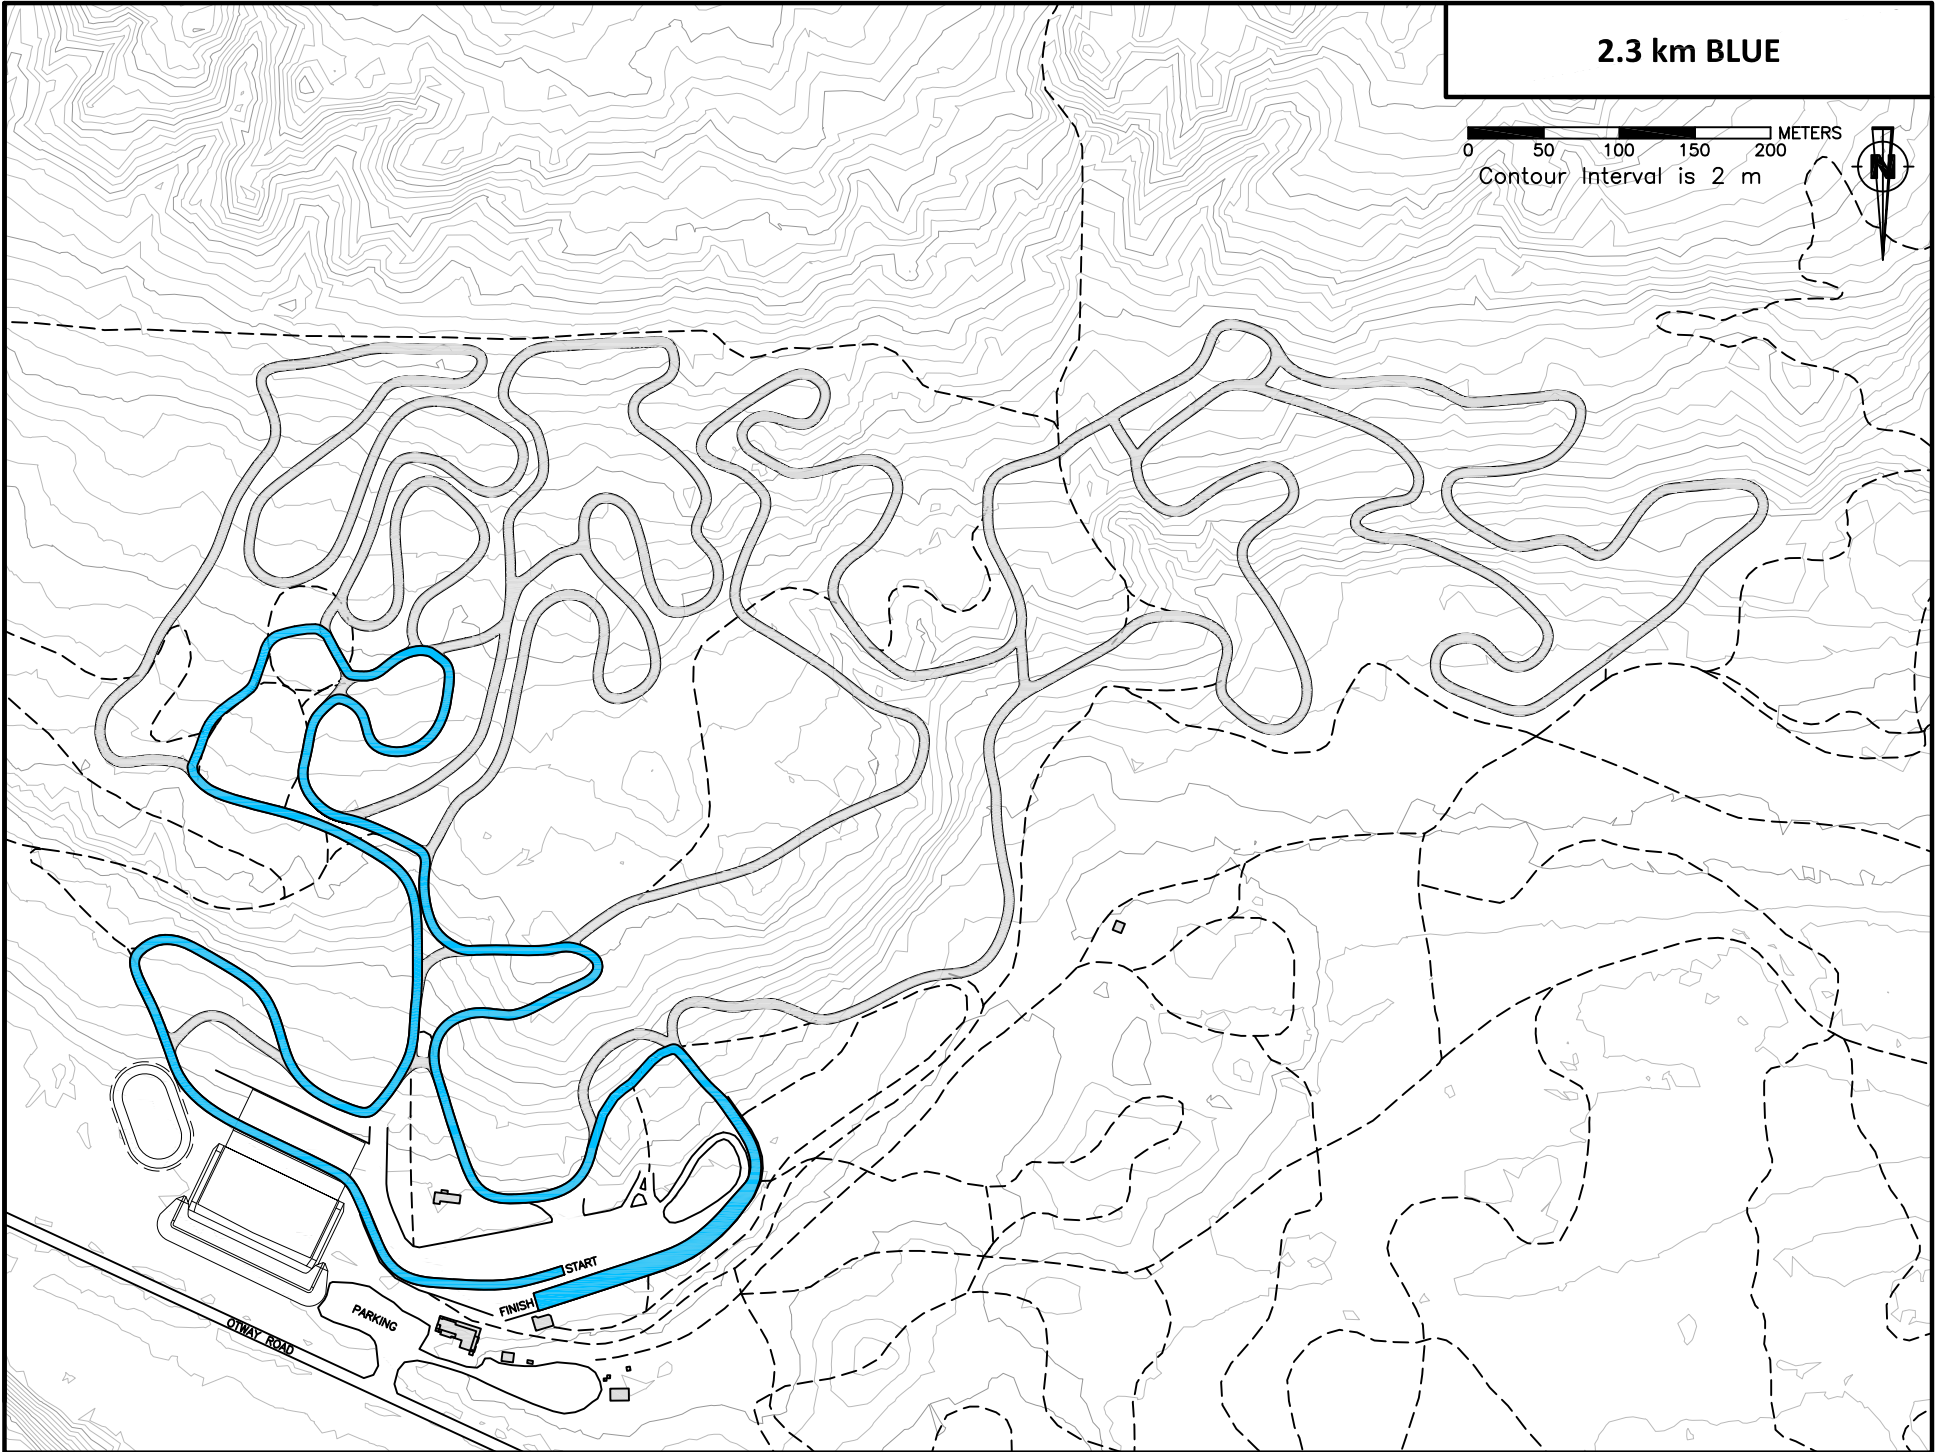 2.3 km BLUE
METERS
0 50 100 150 200
Contour Interval is 2 m
N
START
FINISH
PARKING
OTWAY ROAD